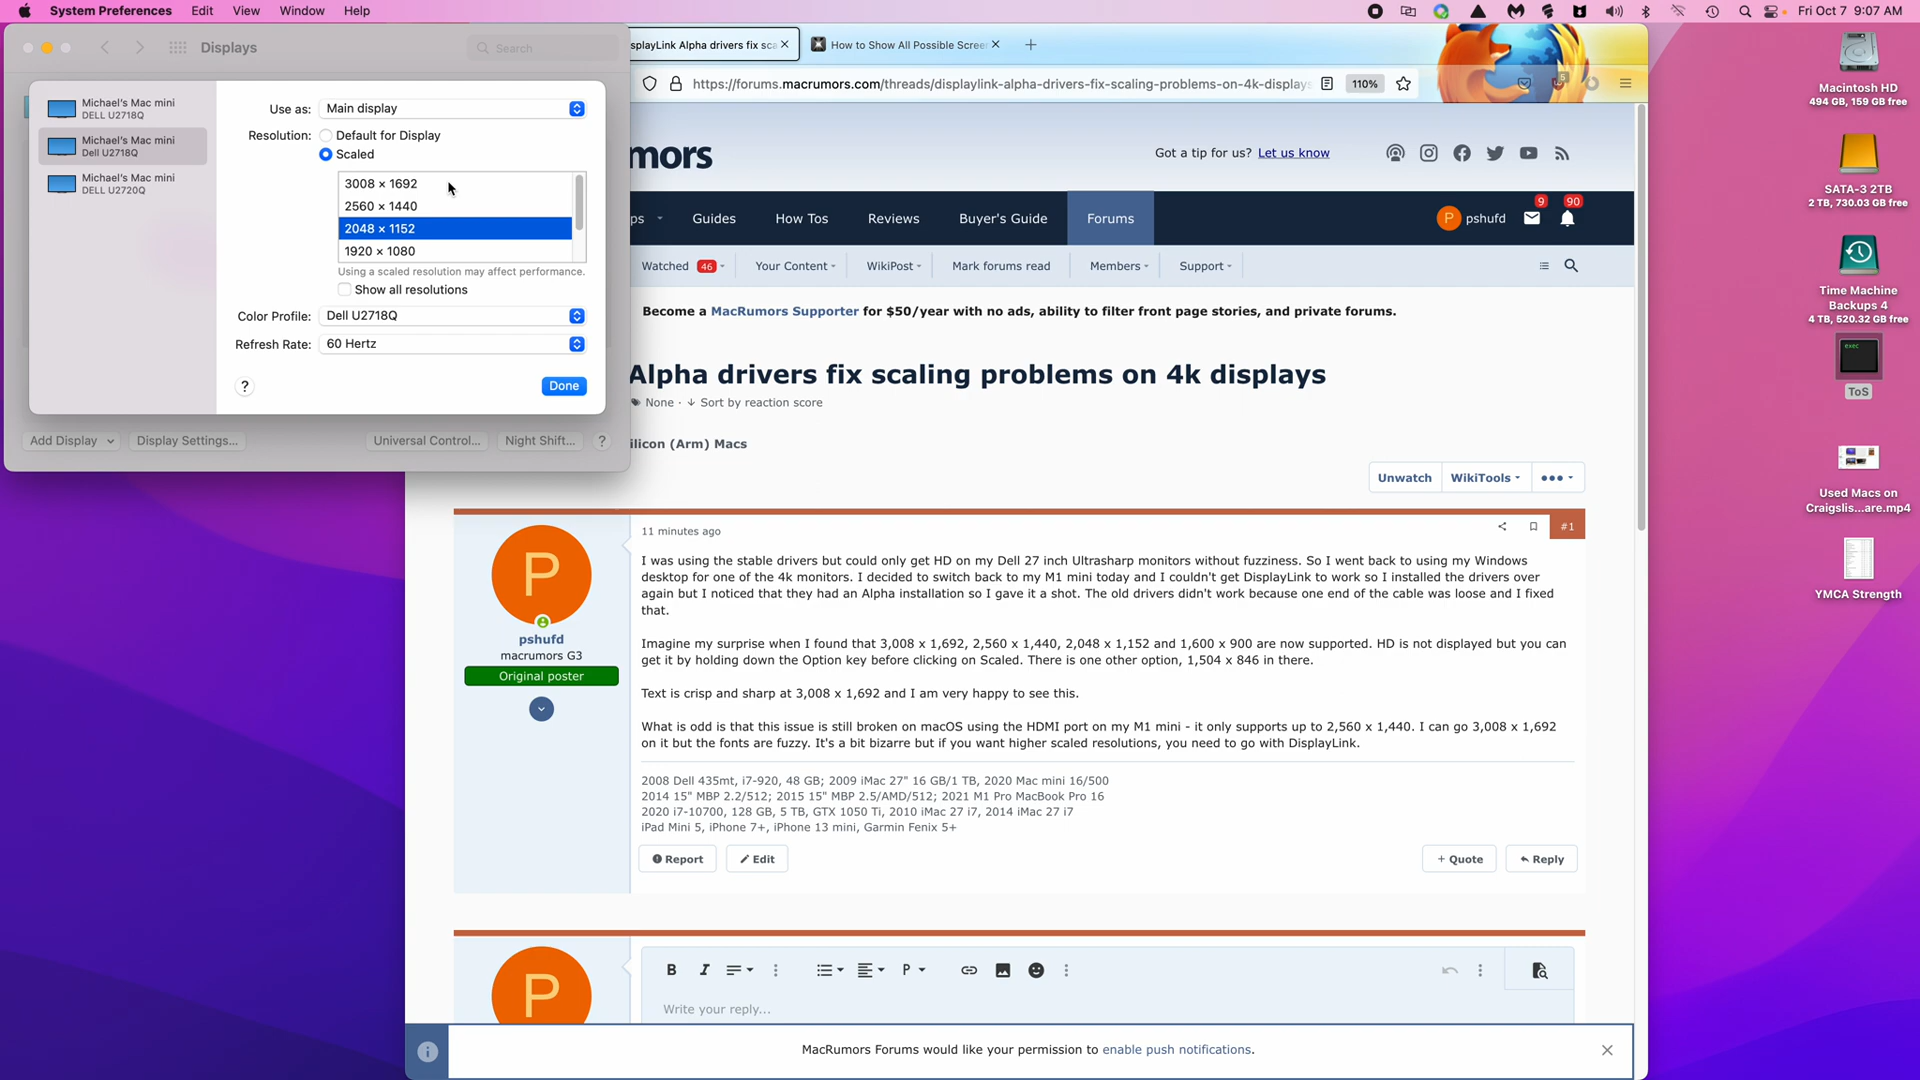 System Preferences Edit View Window Help
Fri Oct 7 9:07 AM
Displays
Search
Michael's Mac mini
DELL U2718Q
Michael's Mac mini
Dell U2718Q
Michael's Mac mini
DELL U2720Q
Use as: Main display
Resolution: Default for Display
Scaled
3008 × 1692
2560 × 1440
2048 × 1152
1920 × 1080
Using a scaled resolution may affect performance.
Show all resolutions
Color Profile: Dell U2718Q
Refresh Rate: 60 Hertz
? Done
Add Display Display Settings... Universal Control... Night Shift... ?
splayLink Alpha drivers fix sca How to Show All Possible Scree
https://forums.macrumors.com/threads/displaylink-alpha-drivers-fix-scaling-problems-on-4k-displays 110% 5
mors
Got a tip for us? Let us know
ps Guides How Tos Reviews Buyer's Guide Forums P pshufd 9 90
Watched 46 Your Content WikiPost Mark forums read Members Support
Become a MacRumors Supporter for $50/year with no ads, ability to filter front page stories, and private forums.
Alpha drivers fix scaling problems on 4k displays
None · Sort by reaction score
ilicon (Arm) Macs
Unwatch WikiTools
P
pshufd
macrumors G3
Original poster
11 minutes ago
#1
I was using the stable drivers but could only get HD on my Dell 27 inch Ultrasharp monitors without fuzziness. So I went back to using my Windows
desktop for one of the 4k monitors. I decided to switch back to my M1 mini today and I couldn't get DisplayLink to work so I installed the drivers over
again but I noticed that they had an Alpha installation so I gave it a shot. The old drivers didn't work because one end of the cable was loose and I fixed
that.
Imagine my surprise when I found that 3,008 x 1,692, 2,560 x 1,440, 2,048 x 1,152 and 1,600 x 900 are now supported. HD is not displayed but you can
get it by holding down the Option key before clicking on Scaled. There is one other option, 1,504 x 846 in there.
Text is crisp and sharp at 3,008 x 1,692 and I am very happy to see this.
What is odd is that this issue is still broken on macOS using the HDMI port on my M1 mini - it only supports up to 2,560 x 1,440. I can go 3,008 x 1,692
on it but the fonts are fuzzy. It's a bit bizarre but if you want higher scaled resolutions, you need to go with DisplayLink.
2008 Dell 435mt, i7-920, 48 GB; 2009 iMac 27" 16 GB/1 TB, 2020 Mac mini 16/500
2014 15" MBP 2.2/512; 2015 15" MBP 2.5/AMD/512; 2021 M1 Pro MacBook Pro 16
2020 i7-10700, 128 GB, 5 TB, GTX 1050 Ti, 2010 iMac 27 i7, 2014 iMac 27 i7
iPad Mini 5, iPhone 7+, iPhone 13 mini, Garmin Fenix 5+
Report Edit + Quote Reply
P
B I P
Write your reply...
MacRumors Forums would like your permission to enable push notifications.
Macintosh HD
494 GB, 159 GB free
SATA-3 2TB
2 TB, 730.03 GB free
Time Machine
Backups 4
4 TB, 520.32 GB free
exec
ToS
Used Macs on
Craigslis...are.mp4
YMCA Strength